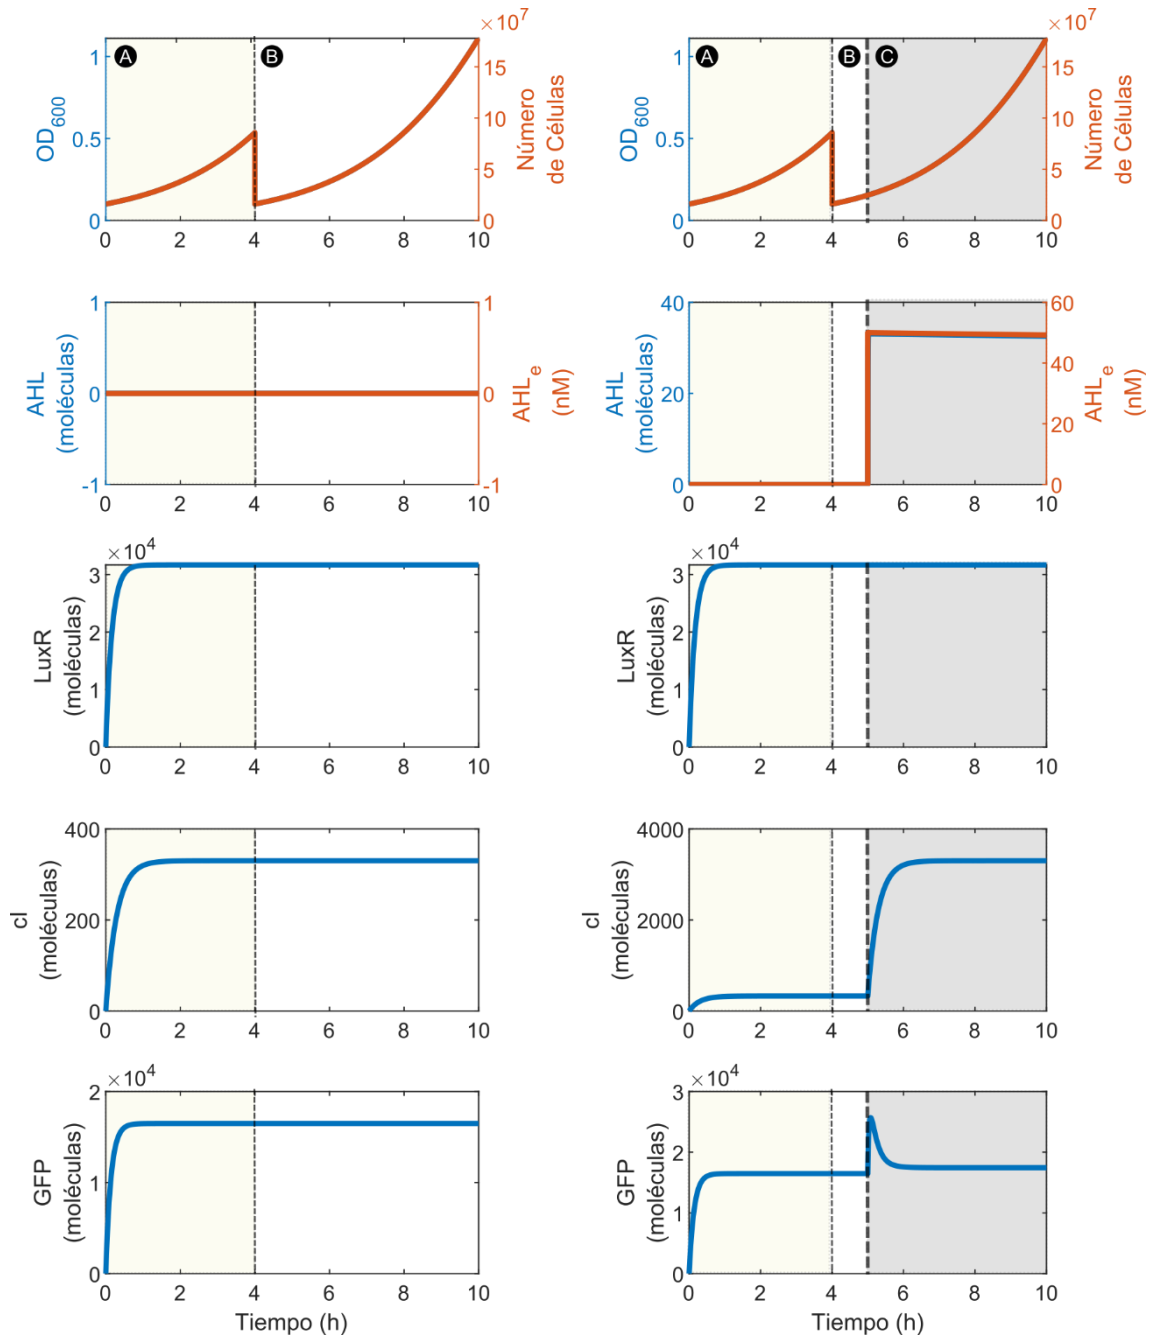 ×10⁷
×10⁷
A B
A B C
1
0.5
0
OD₆₀₀
15
10
5
0
Número
de Células
0 2 4 6 8 10
1
0.5
0
OD₆₀₀
15
10
5
0
Número
de Células
0 2 4 6 8 10
1
0
-1
AHL
(moléculas)
1
0
-1
AHLₑ
(nM)
0 2 4 6 8 10
40
20
0
AHL
(moléculas)
60
40
20
0
AHLₑ
(nM)
0 2 4 6 8 10
×10⁴
3
2
1
0
LuxR
(moléculas)
0 2 4 6 8 10
×10⁴
3
2
1
0
LuxR
(moléculas)
0 2 4 6 8 10
400
200
0
cI
(moléculas)
0 2 4 6 8 10
4000
2000
0
cI
(moléculas)
0 2 4 6 8 10
×10⁴
2
1
0
GFP
(moléculas)
0 2 4 6 8 10
Tiempo (h)
×10⁴
3
2
1
0
GFP
(moléculas)
0 2 4 6 8 10
Tiempo (h)